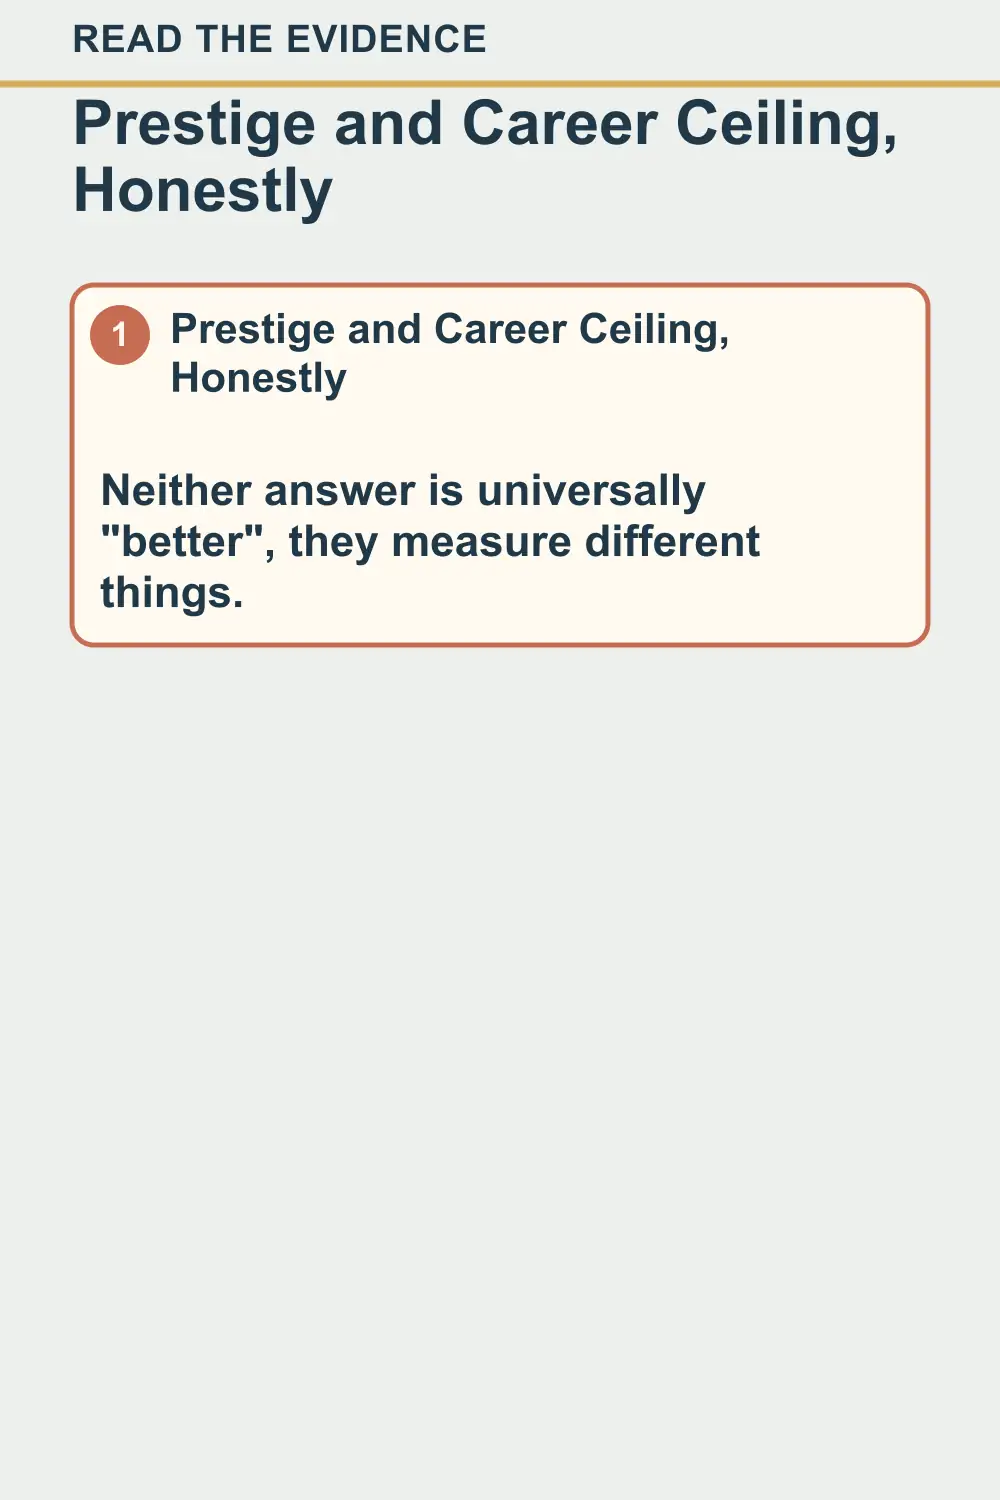 READ THE EVIDENCE
Prestige and Career Ceiling,
Honestly
1
Prestige and Career Ceiling,
Honestly
Neither answer is universally
"better", they measure different
things.